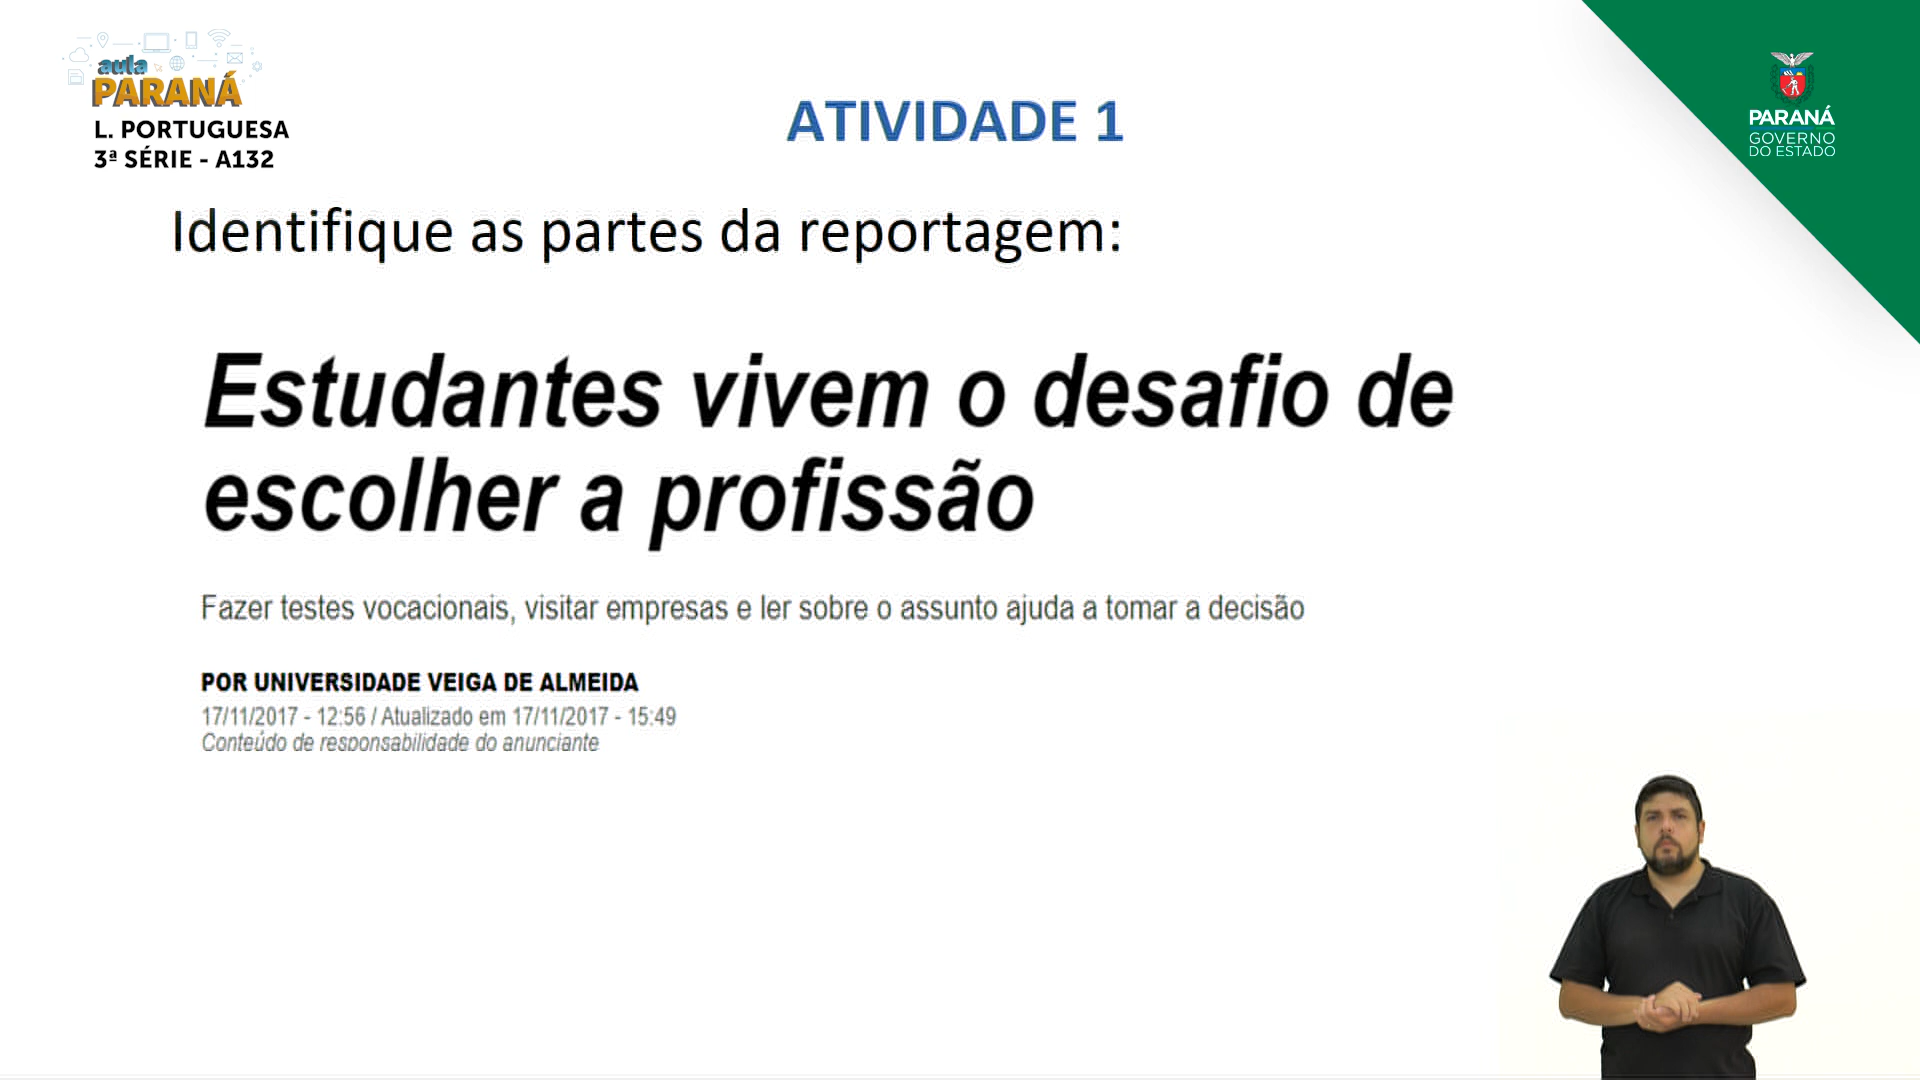 aula
PARANÁ
L. PORTUGUESA
3ª SÉRIE - A132
PARANÁ
GOVERNO
DO ESTADO
ATIVIDADE 1
Identifique as partes da reportagem:
Estudantes vivem o desafio de
escolher a profissão
Fazer testes vocacionais, visitar empresas e ler sobre o assunto ajuda a tomar a decisão
POR UNIVERSIDADE VEIGA DE ALMEIDA
17/11/2017 - 12:56 / Atualizado em 17/11/2017 - 15:49
Conteúdo de responsabilidade do anunciante